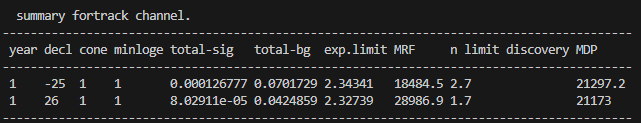 summary fortrack channel.
--------------------------------------------------------------------------------
year decl cone minloge total-sig total-bg exp.limit MRF n limit discovery MDP
--------------------------------------------------------------------------------
1 -25 1 1 0.000126777 0.0701729 2.34341 18484.5 2.7 21297.2
1 26 1 1 8.02911e-05 0.0424859 2.32739 28986.9 1.7 21173
--------------------------------------------------------------------------------